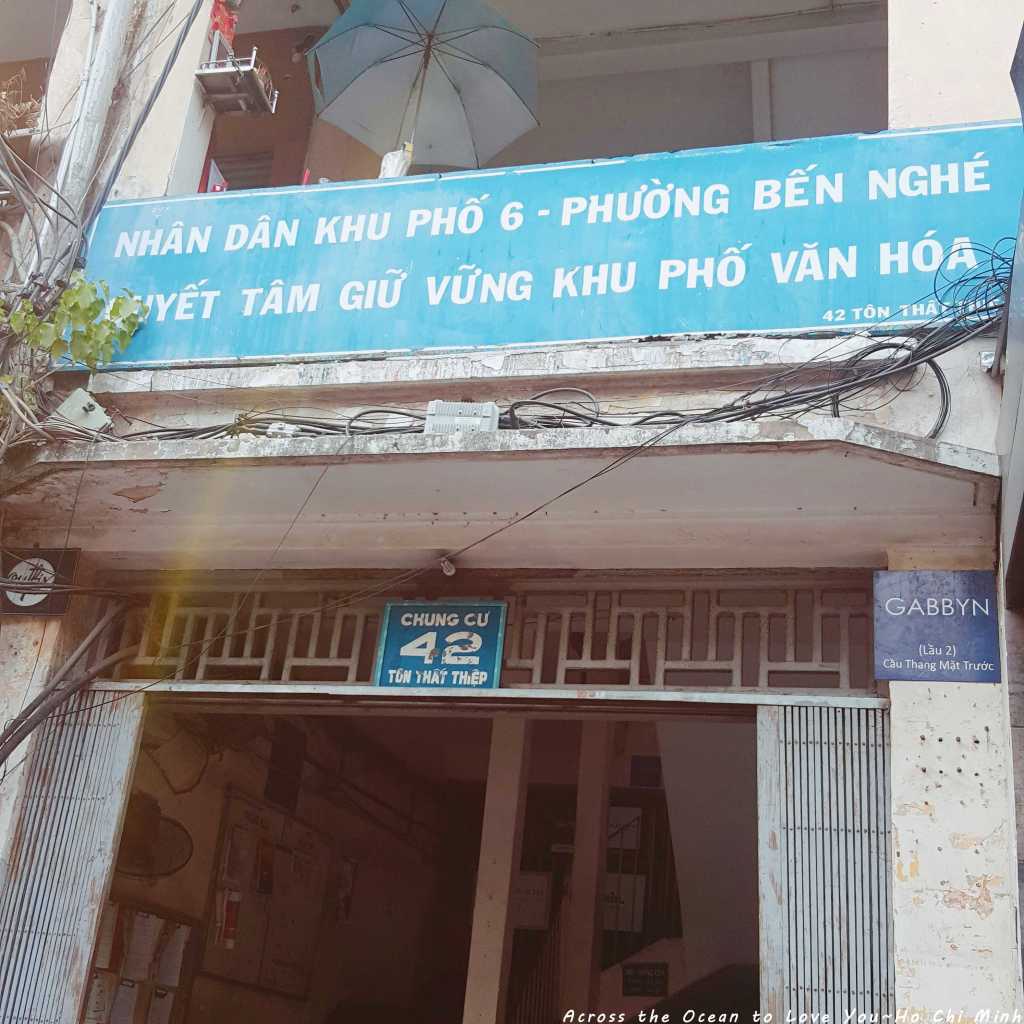 NHÂN DÂN KHU PHỐ 6 - PHƯỜNG BẾN NGHÉ
TÂM GIỮ VỮNG KHU PHỐ VĂN HÓA
42 TÔN THẤT
CHUNG CƯ
42
TÔN THẤT THIỆP
GABBYN
(Lầu 2)
Cầu Thang Mặt Trước
Across the Ocean to Love You~Ho Chi Minh